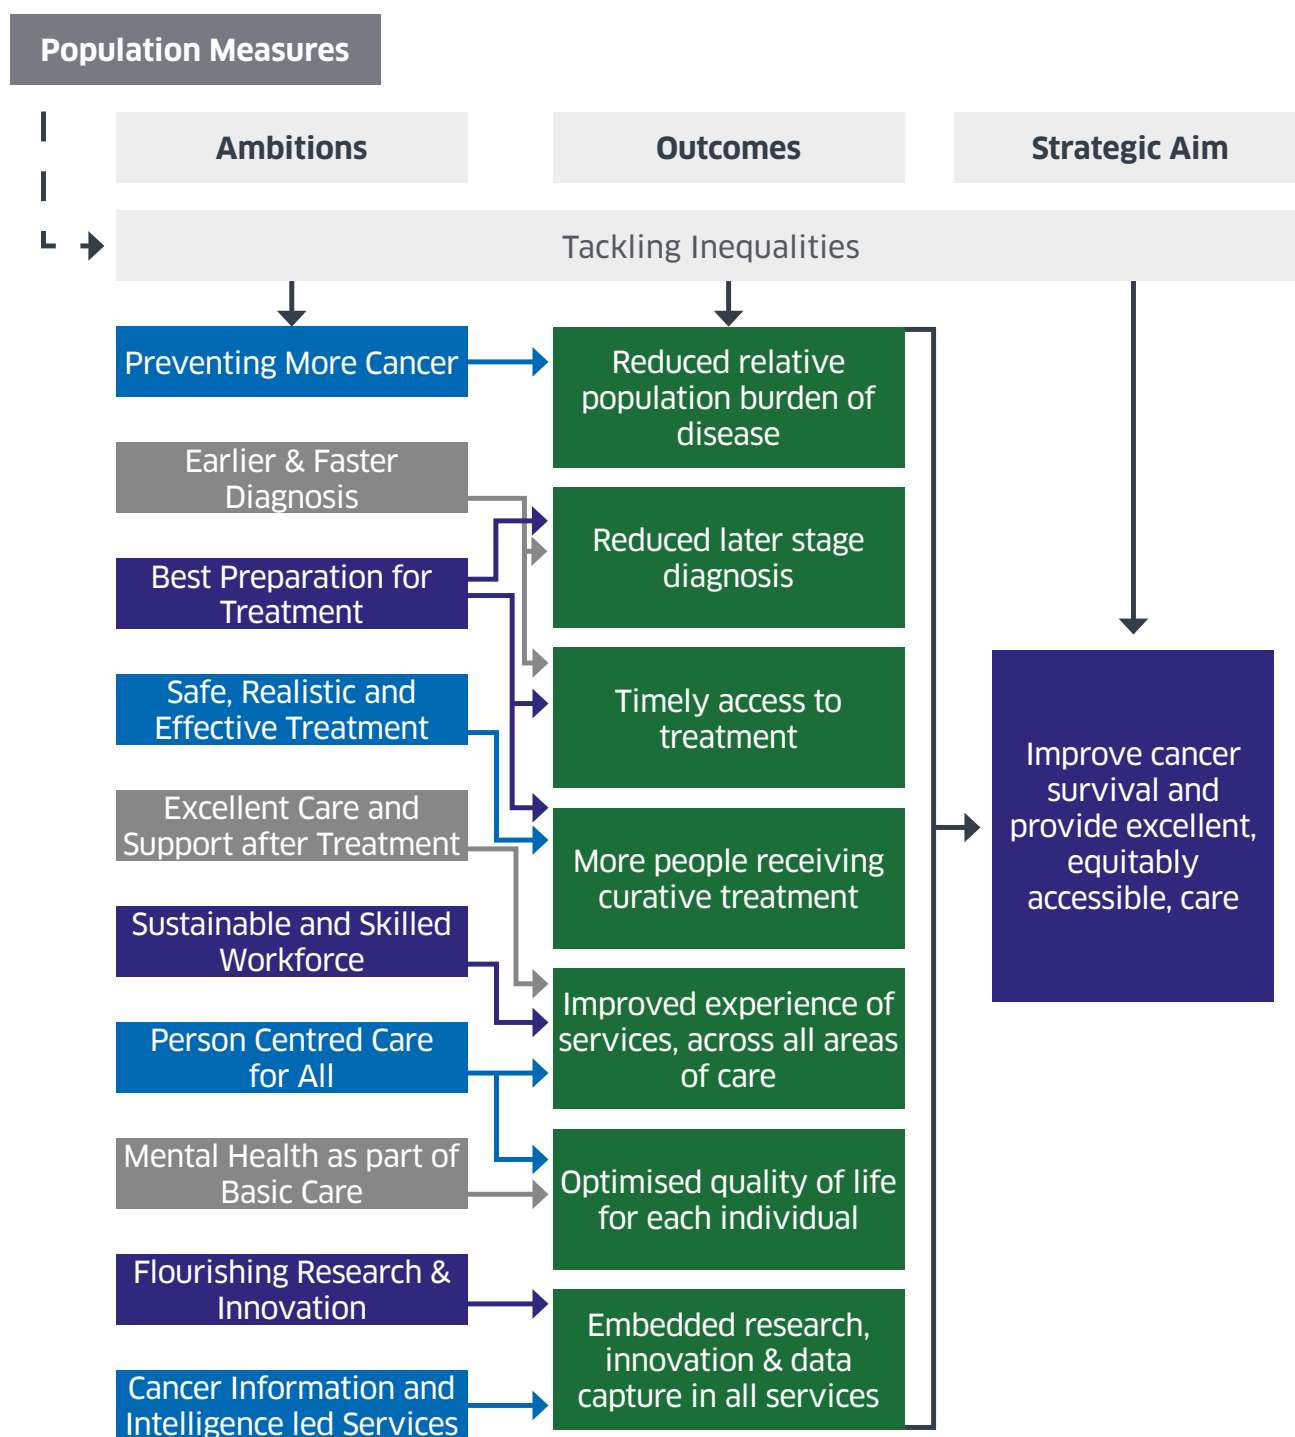 Population Measures
Ambitions
Outcomes
Strategic Aim
Tackling Inequalities
Preventing More Cancer
Earlier & Faster
Diagnosis
Best Preparation for
Treatment
Safe, Realistic and
Effective Treatment
Excellent Care and
Support after Treatment
Sustainable and Skilled
Workforce
Person Centred Care
for All
Mental Health as part of
Basic Care
Flourishing Research &
Innovation
Cancer Information and
Intelligence led Services
Reduced relative
population burden of
disease
Reduced later stage
diagnosis
Timely access to
treatment
More people receiving
curative treatment
Improved experience of
services, across all areas
of care
Optimised quality of life
for each individual
Embedded research,
innovation & data
capture in all services
Improve cancer
survival and
provide excellent,
equitably
accessible, care